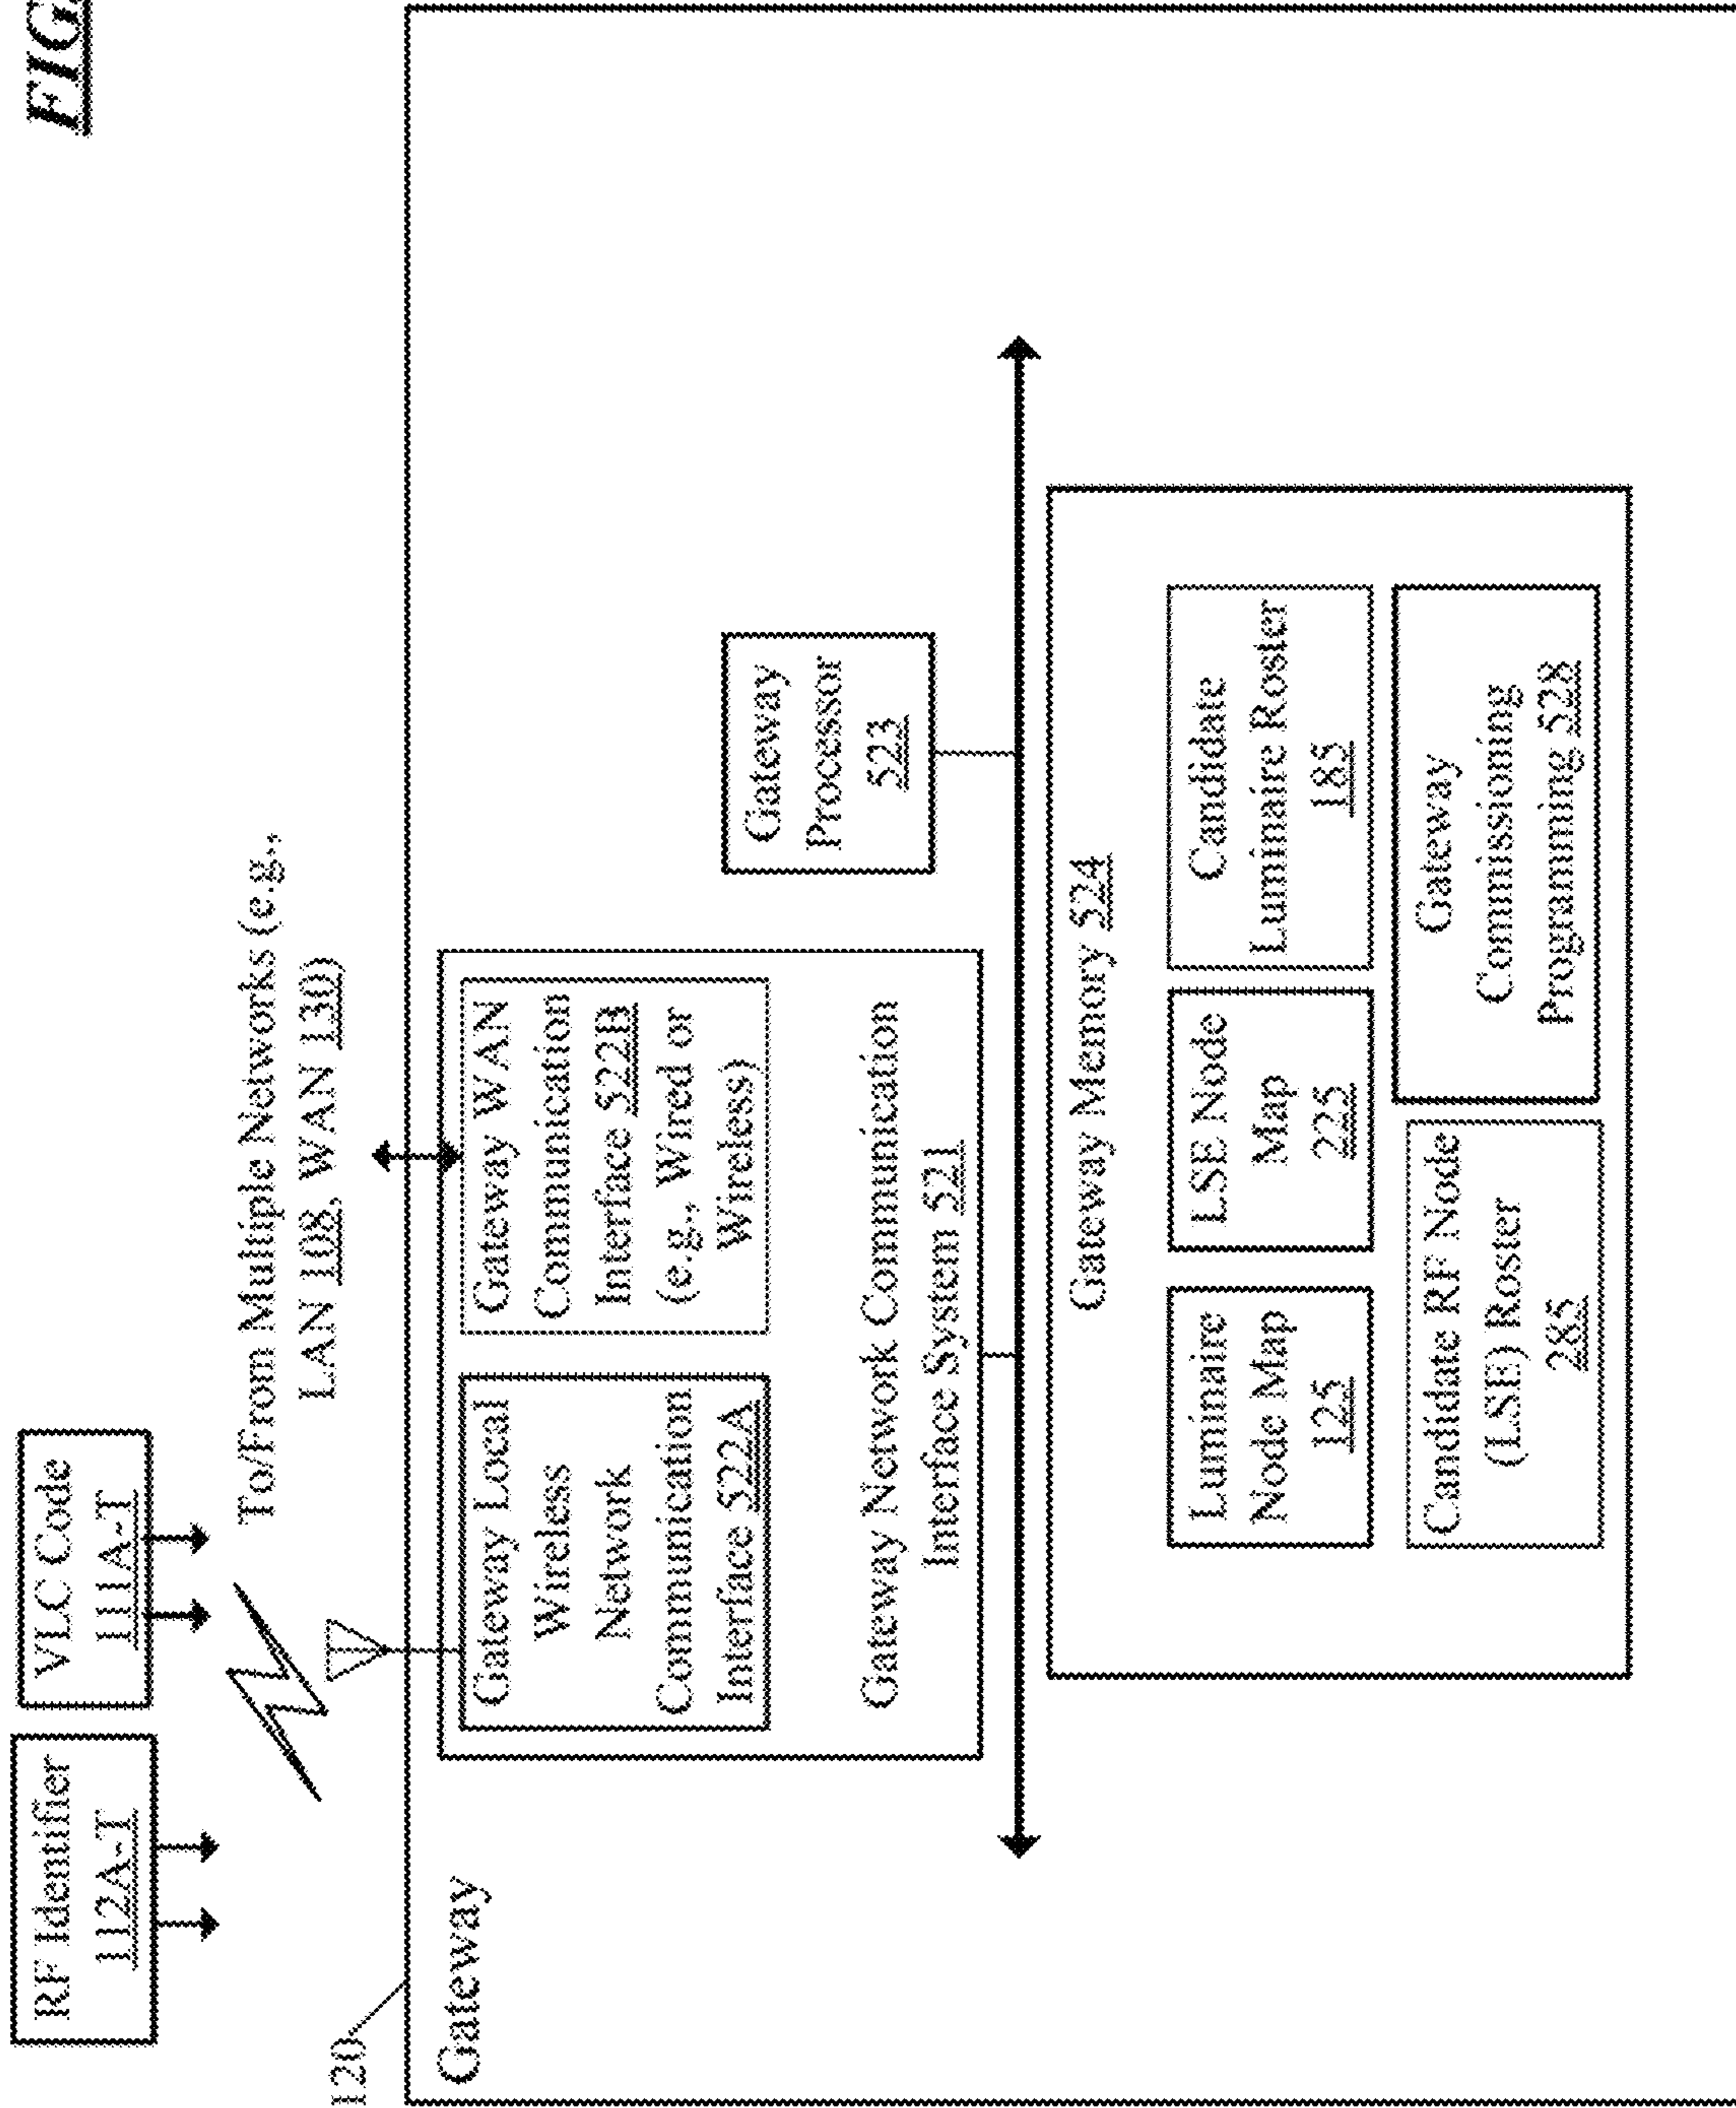 FIG.
RF Identifier
112A-T
VLC Code
111A-T
To/From Multiple Networks (e.g.,
LAN 108, WAN 130)
120
Gateway
Gateway Local
Wireless
Network
Communication
Interface 522A
Gateway WAN
Communication
Interface 522B
(e.g., Wired or
Wireless)
Gateway Network Communication
Interface System 521
Gateway
Processor
523
Gateway Memory 524
Luminaire
Node Map
125
LSE Node
Map
225
Candidate
Luminaire Roster
185
Candidate RF Node
(LSE) Roster
285
Gateway
Commissioning
Programming 528